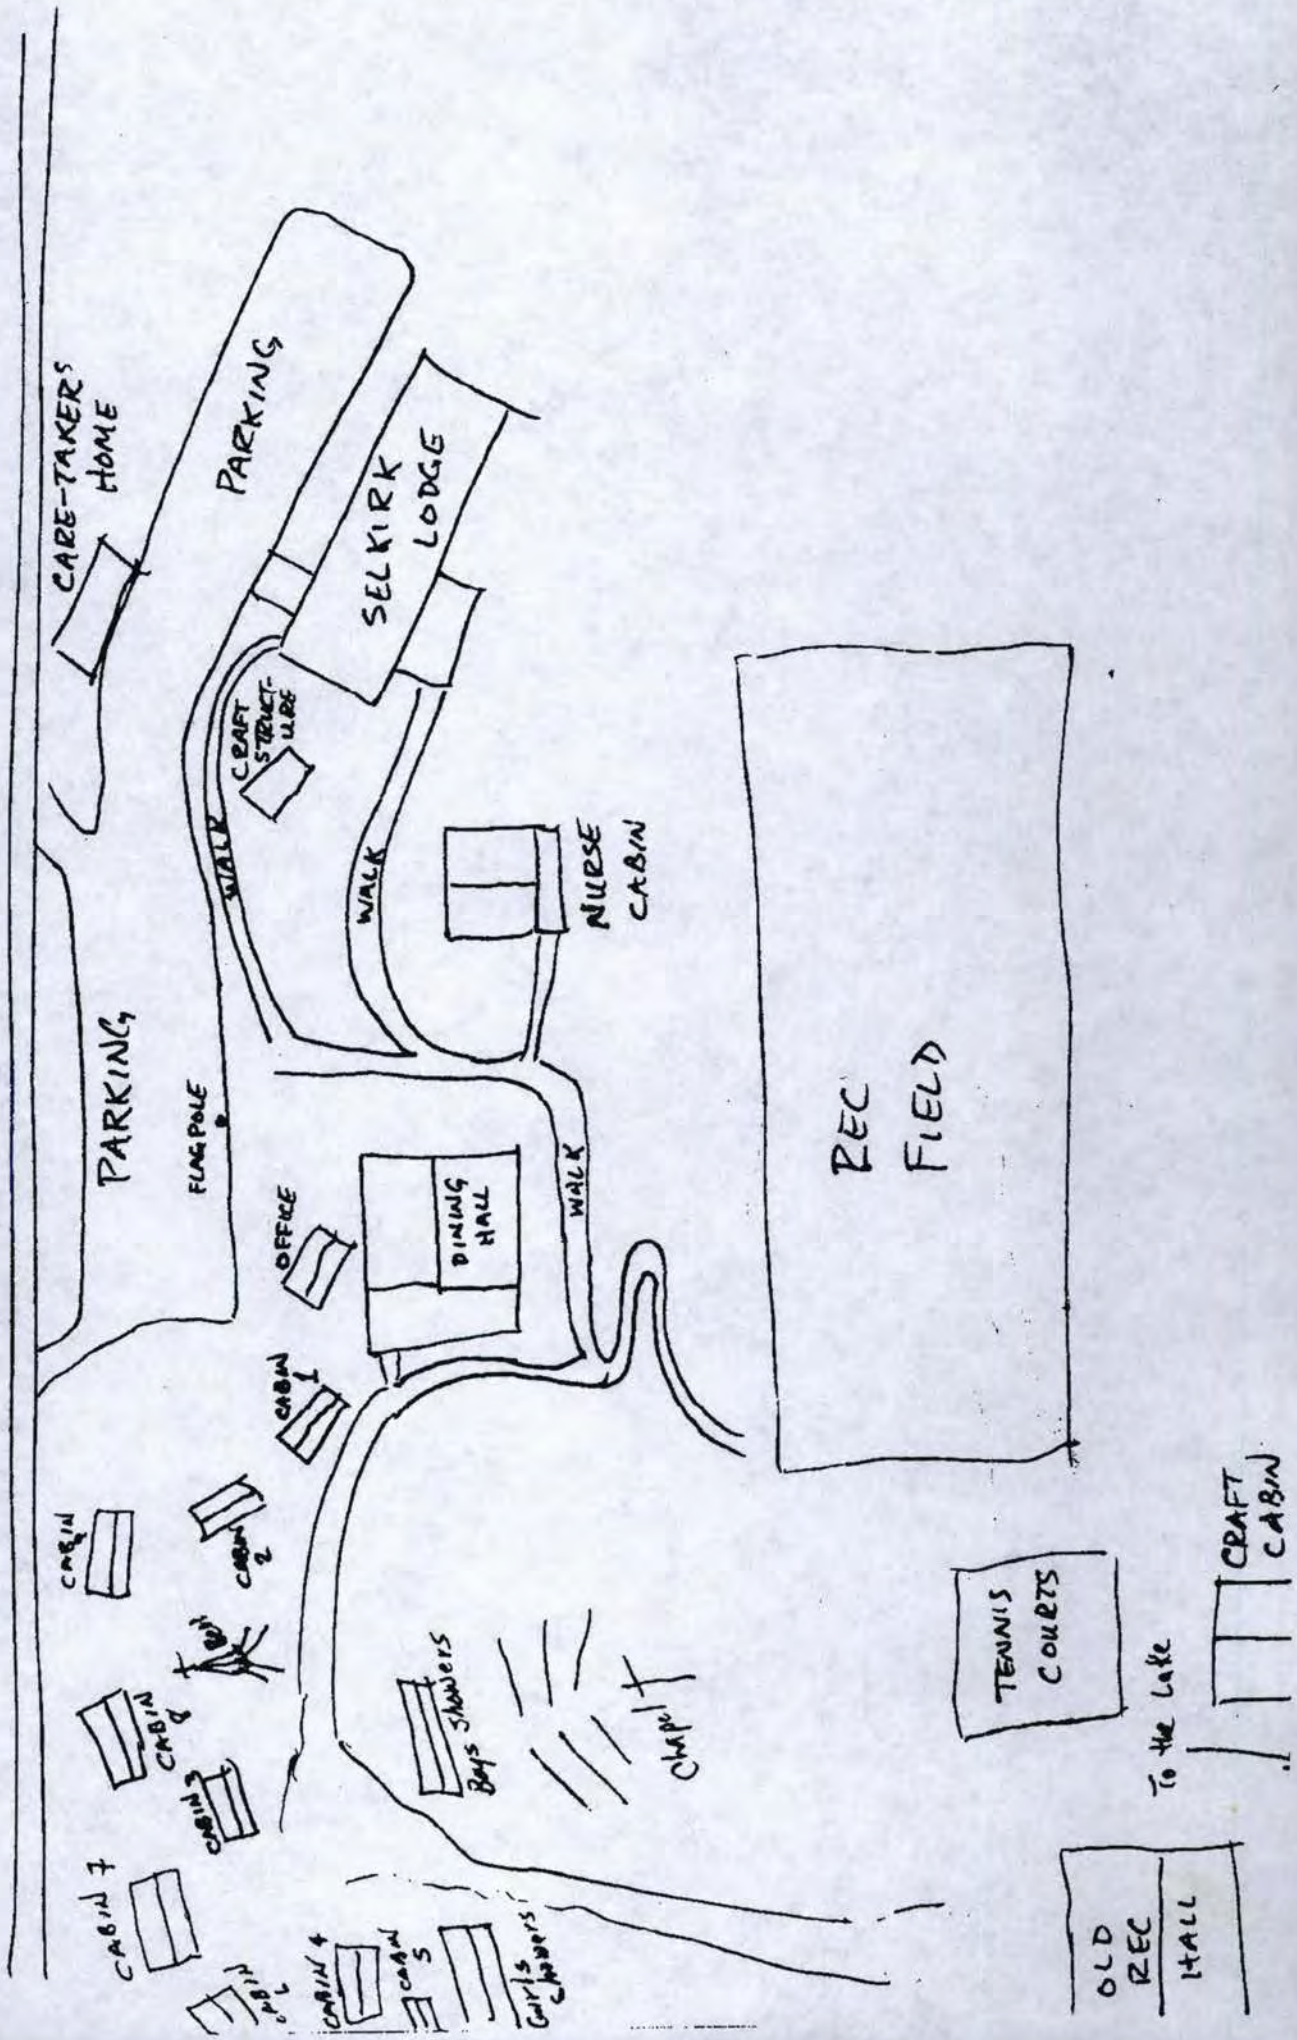 CARE-TAKERS
HOME
PARKING
SELKIRK
LODGE
CRAFT
STRUCT-
URE
WALK
WALK
NURSE
CABIN
PARKING
FLAGPOLE
OFFICE
DINING
HALL
WALK
REC
FIELD
CABIN
1
CABIN
2
CABIN
CABIN
8
CABIN 3
CABIN 7
CABIN 4
CABIN
5
Girls
Showers
Boys Showers
Chapel
TENNIS
COURTS
To the Lake
CRAFT
CABIN
OLD
REC
HALL